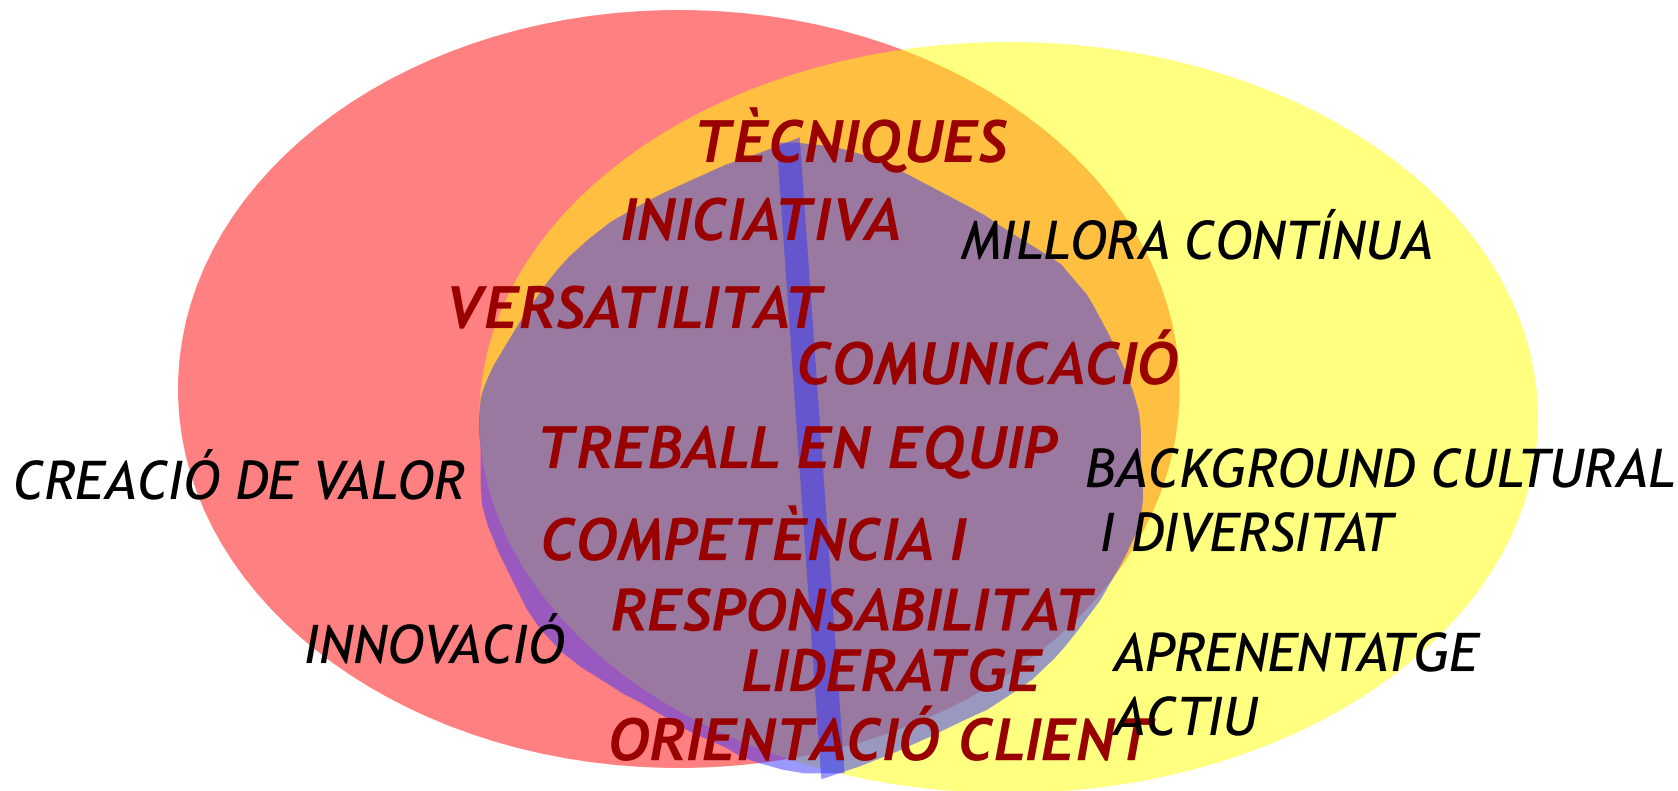 TÈCNIQUES
INICIATIVA
MILLORA CONTÍNUA
VERSATILITAT
COMUNICACIÓ
TREBALL EN EQUIP
CREACIÓ DE VALOR
BACKGROUND CULTURAL
I DIVERSITAT
COMPETÈNCIA I
RESPONSABILITAT
INNOVACIÓ
LIDERATGE
APRENENTATGE
ACTIU
ORIENTACIÓ CLIENT